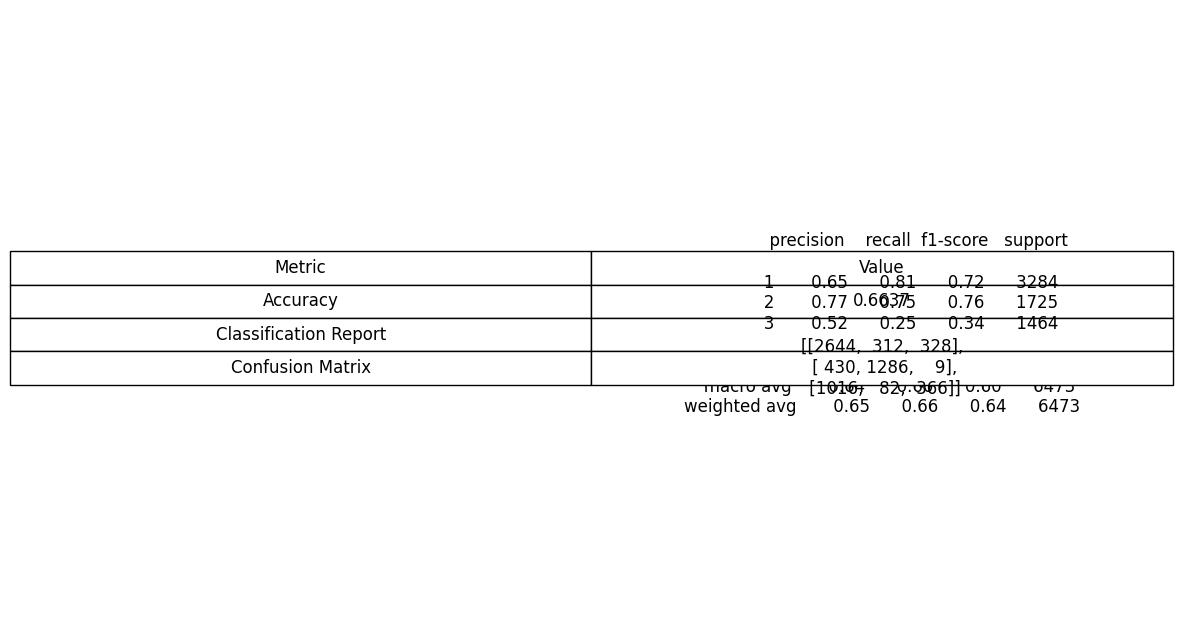 precision recall f1-score support
Metric Value
1 0.65 0.81 0.72 3284
Accuracy 0.6637
2 0.77 0.75 0.76 1725
3 0.52 0.25 0.34 1464
Classification Report
[[2644, 312, 328],
Confusion Matrix [ 430, 1286, 9],
[1016, 82, 366]]
macro avg 0.60 6473
weighted avg 0.65 0.66 0.64 6473